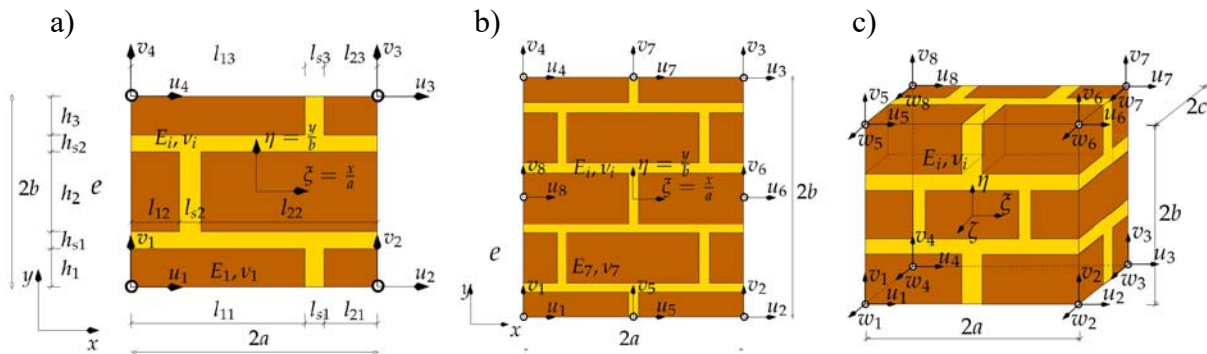 a)
v₄ l₁₃ lₛ₃ l₂₃ v₃
u₄ u₃
h₃
hₛ₂ Eᵢ, νᵢ η = y/b
2b e h₂ ξ = x/a
l₁₂ lₛ₂ l₂₂
hₛ₁ v₁ v₂
y h₁ u₁ E₁, ν₁ u₂
x l₁₁ lₛ₁ l₂₁
2a
b)
v₄ v₇ v₃
u₄ u₇ u₃
v₈ Eᵢ, νᵢ η = y/b v₆
u₈ ξ = x/a u₆ 2b
e E₇, ν₇
y v₁ v₅ v₂
u₁ u₅ u₂
x
2a
c)
v₈ v₇
u₈ u₇
v₅ w₈ v₆ w₇ 2c
u₅ u₆
w₅ w₆
Eᵢ, νᵢ
η
ξ 2b
ζ
v₄ v₃
u₄ u₃
v₁ w₄ v₂ w₃
u₁ u₂
w₁ w₂
2a